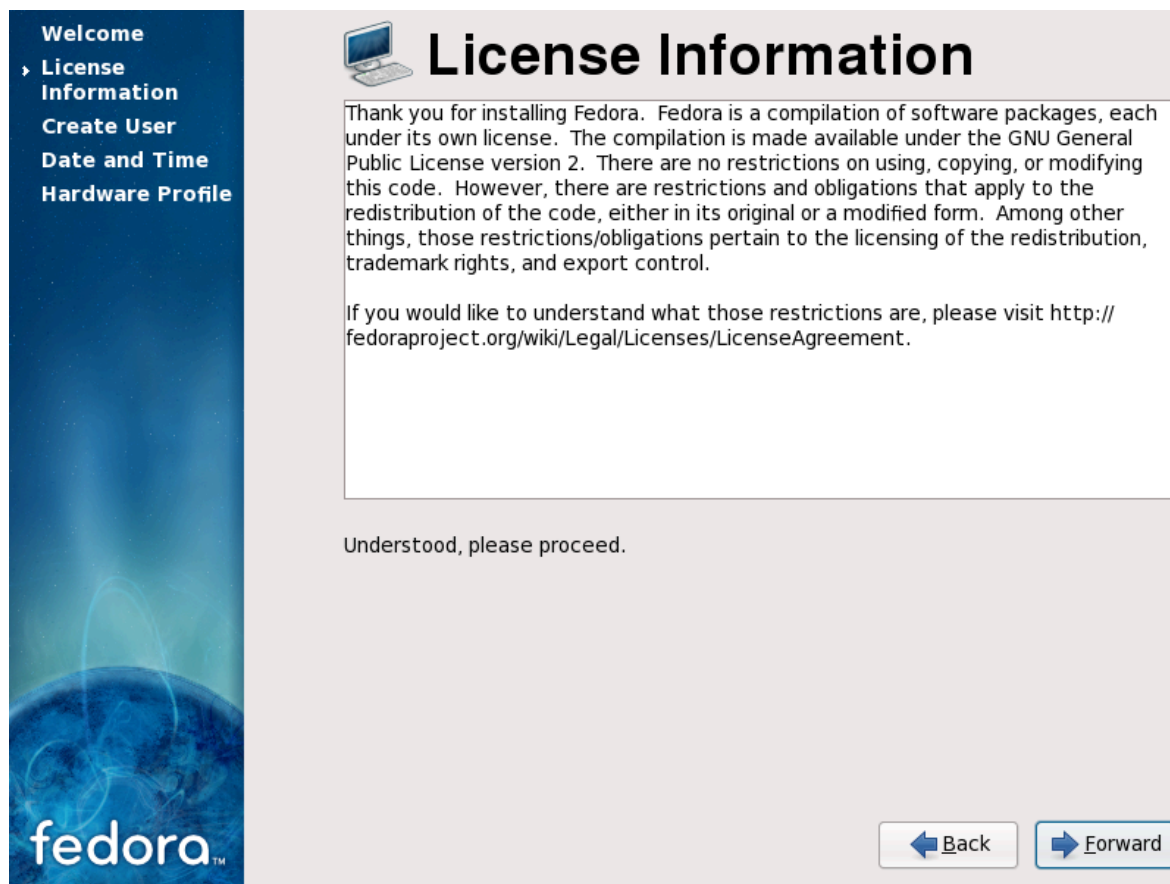 Welcome
License
Information
Create User
Date and Time
Hardware Profile
License Information
Thank you for installing Fedora.  Fedora is a compilation of software packages, each
under its own license.  The compilation is made available under the GNU General
Public License version 2.  There are no restrictions on using, copying, or modifying
this code.  However, there are restrictions and obligations that apply to the
redistribution of the code, either in its original or a modified form.  Among other
things, those restrictions/obligations pertain to the licensing of the redistribution,
trademark rights, and export control.
If you would like to understand what those restrictions are, please visit http://
fedoraproject.org/wiki/Legal/Licenses/LicenseAgreement.
Understood, please proceed.
fedora™
Back
Forward